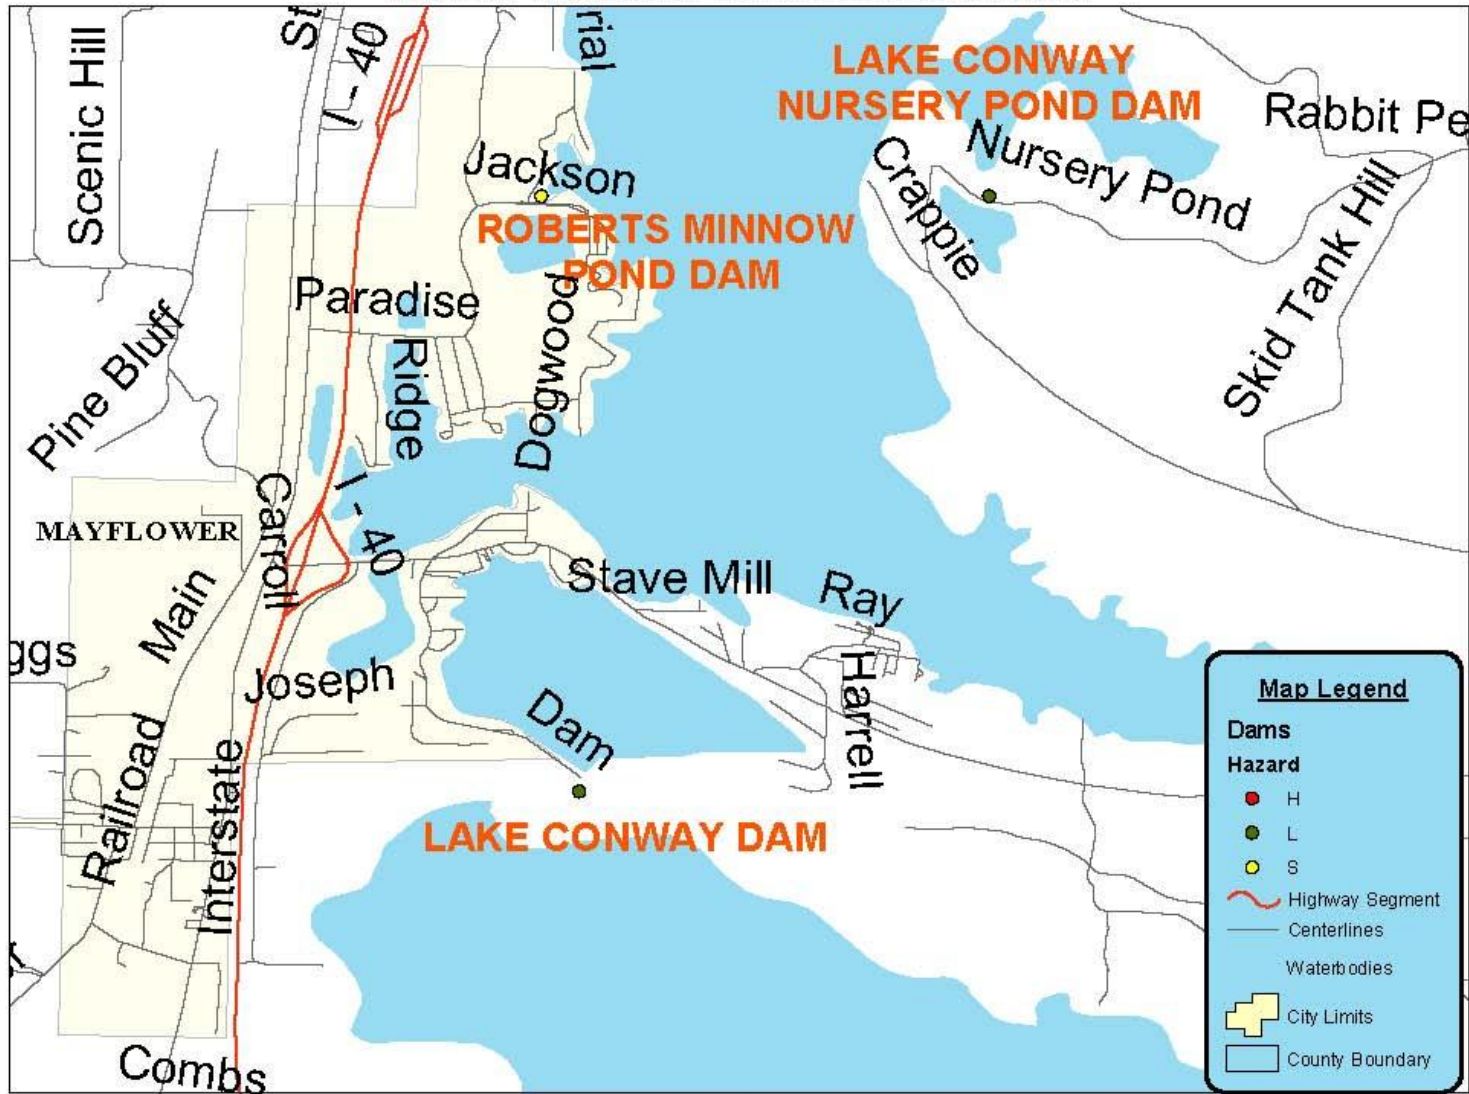 St
I - 40
rial
LAKE CONWAY
NURSERY POND DAM
Scenic Hill
Rabbit Pe
Jackson
Nursery Pond
Crappie
ROBERTS MINNOW
POND DAM
Skid Tank Hill
Paradise
Dogwood
Pine Bluff
Ridge
Carroll
I - 40
MAYFLOWER
Stave Mill
Ray
Main
ggs
Joseph
Harrell
Dam
Railroad
Interstate
LAKE CONWAY DAM
Combs
Map Legend
Dams
Hazard
H
L
S
Highway Segment
Centerlines
Waterbodies
City Limits
County Boundary